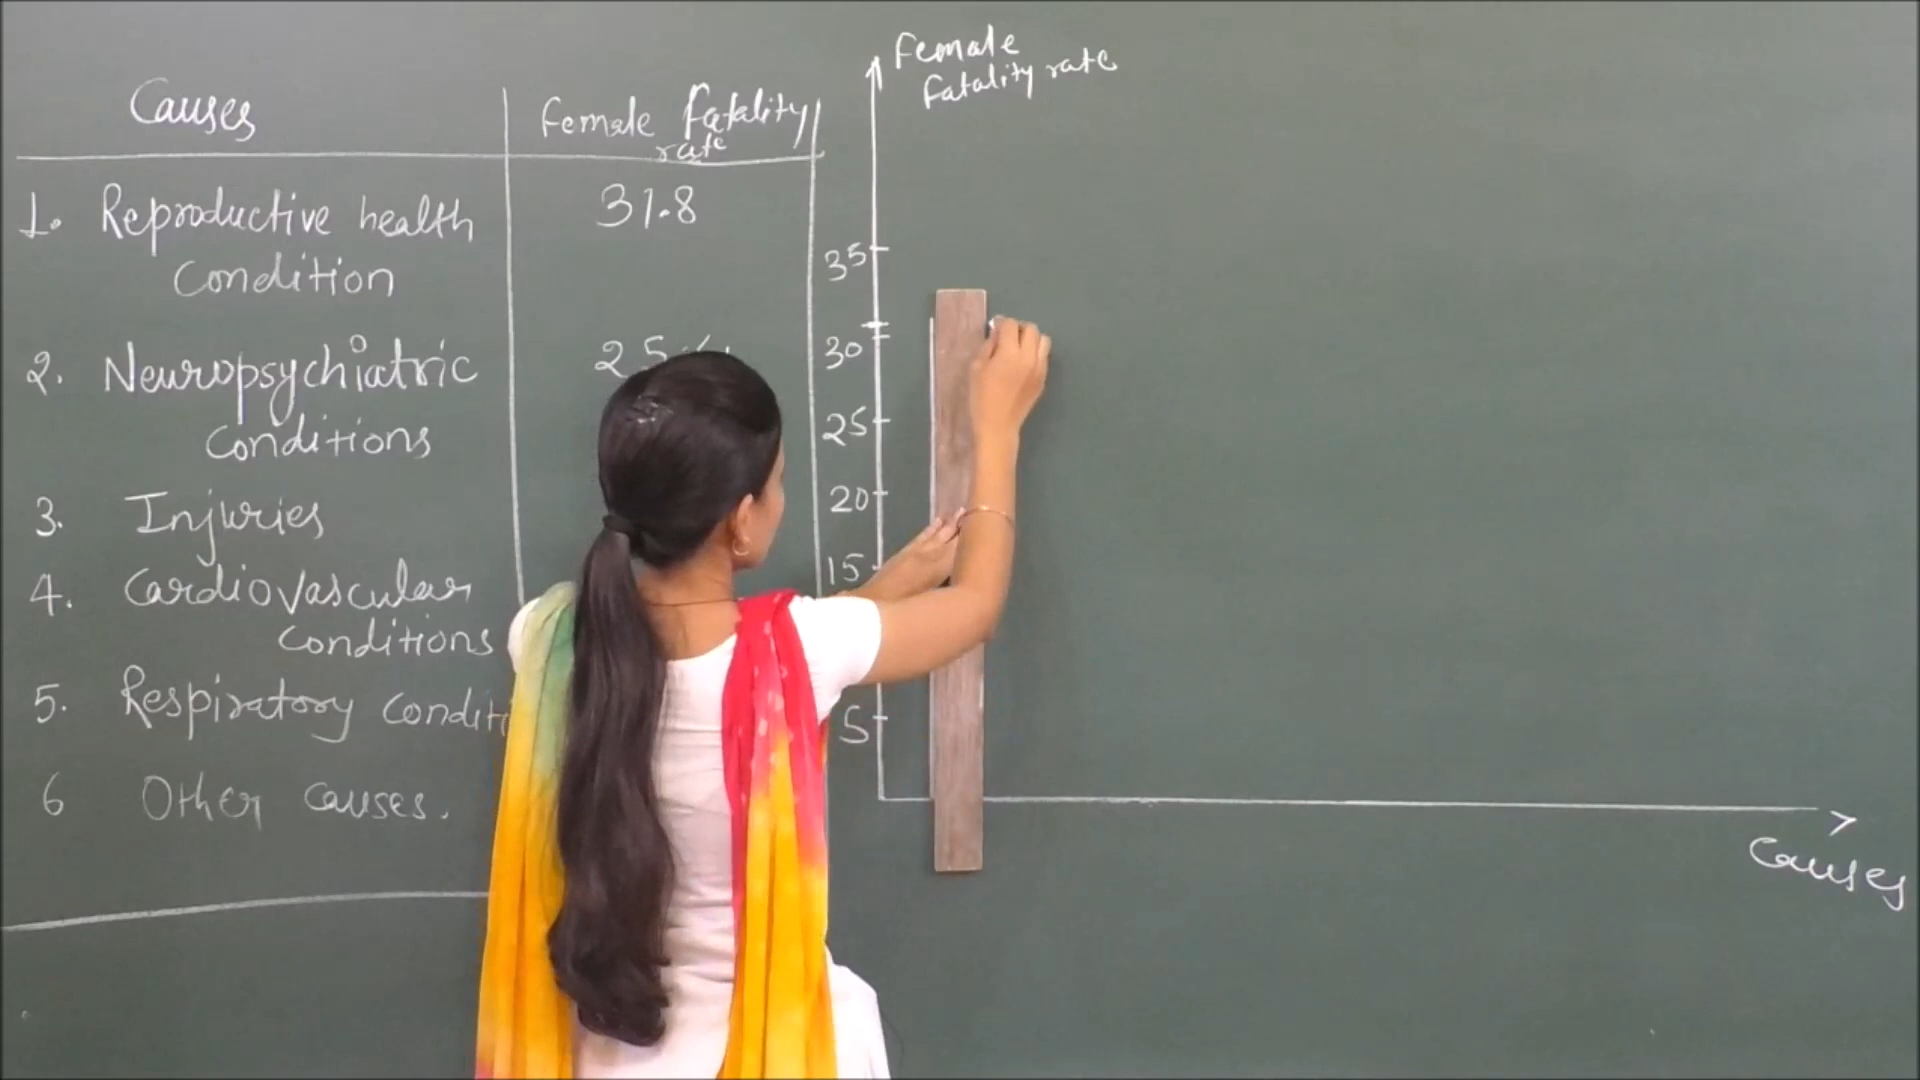 Causes
Female Fatality
rate
1. Reproductive health
Condition
31.8
2. Neuropsychiatric
Conditions
3. Injuries
4. Cardiovascular
Conditions
5. Respiratory
6 Other causes.
Female
Fatality rate
35
30
25
20
15
5
Causes